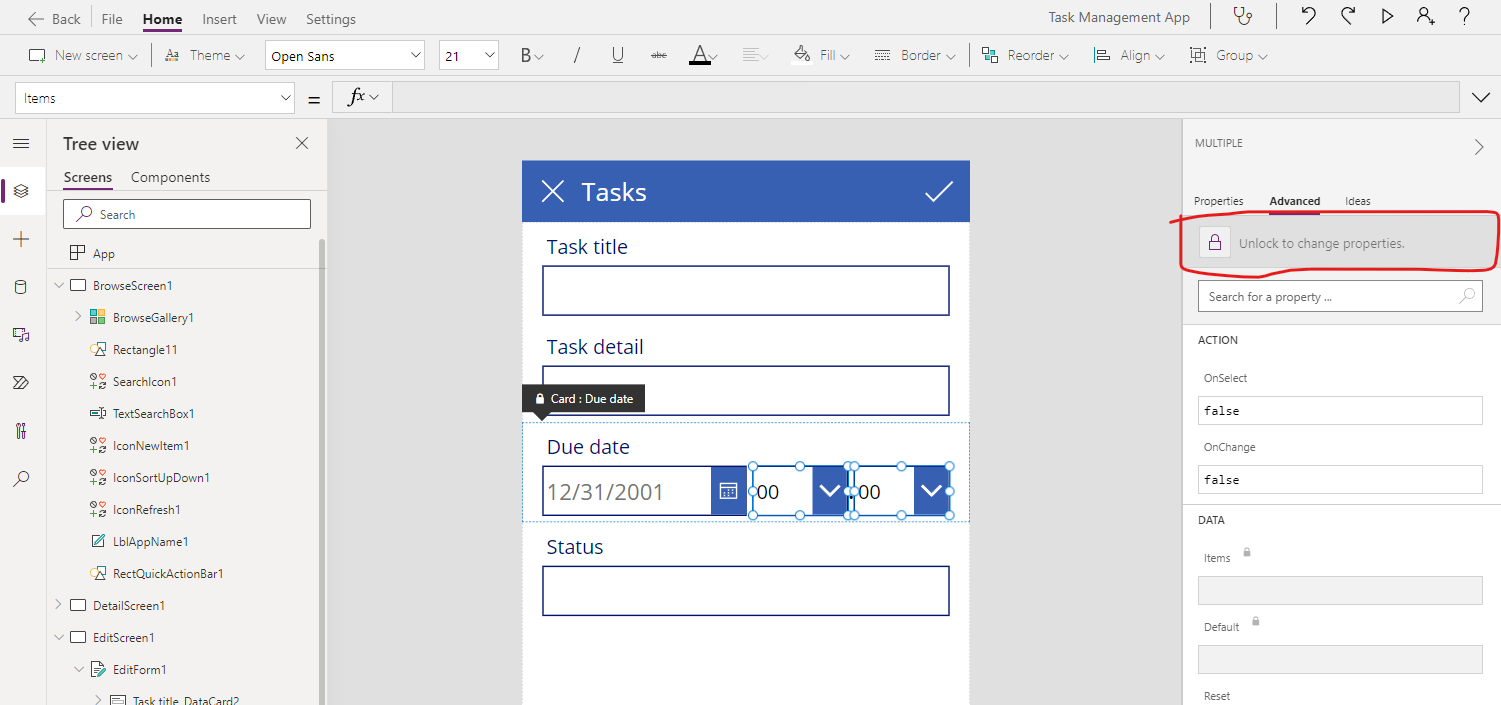 Back File Home Insert View Settings Task Management App ?
New screen Aa Theme Open Sans 21 B / U abc A Fill Border Reorder Align Group
Items = fx
Tree view
Screens Components
Search
App
BrowseScreen1
BrowseGallery1
Rectangle11
SearchIcon1
TextSearchBox1
IconNewItem1
IconSortUpDown1
IconRefresh1
LblAppName1
RectQuickActionBar1
DetailScreen1
EditScreen1
EditForm1
Task title_DataCard2
Tasks
Task title
Task detail
Card : Due date
Due date
12/31/2001 00 : 00
Status
MULTIPLE
Properties Advanced Ideas
Unlock to change properties.
Search for a property ...
ACTION
OnSelect
false
OnChange
false
DATA
Items
Default
Reset